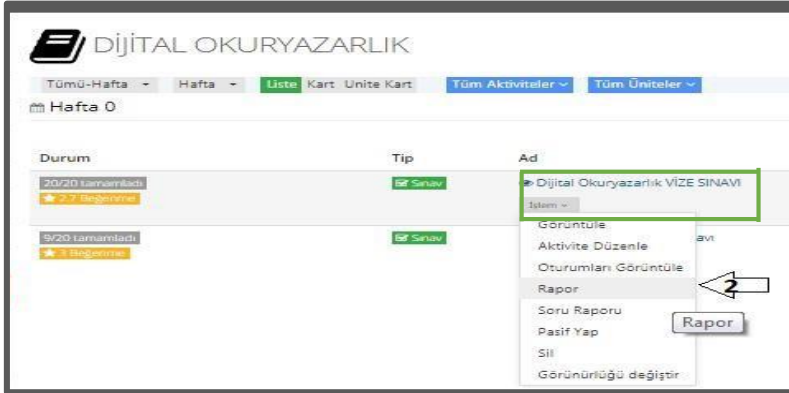 DİJİTAL OKURYAZARLIK
Tümü-Hafta Hafta Liste Kart Unite Kart Tüm Aktiviteler Tüm Üniteler
Hafta 0
Durum Tip Ad
20/20 tamamladı Sınav Dijital Okuryazarlık VİZE SINAVI
2.7 Beğenme İşlem
9/20 tamamladı Sınav avı
3 Beğenme
Görüntüle
Aktivite Düzenle
Oturumları Görüntüle
Rapor 2
Soru Raporu
Rapor
Pasif Yap
Sil
Görünürlüğü değiştir